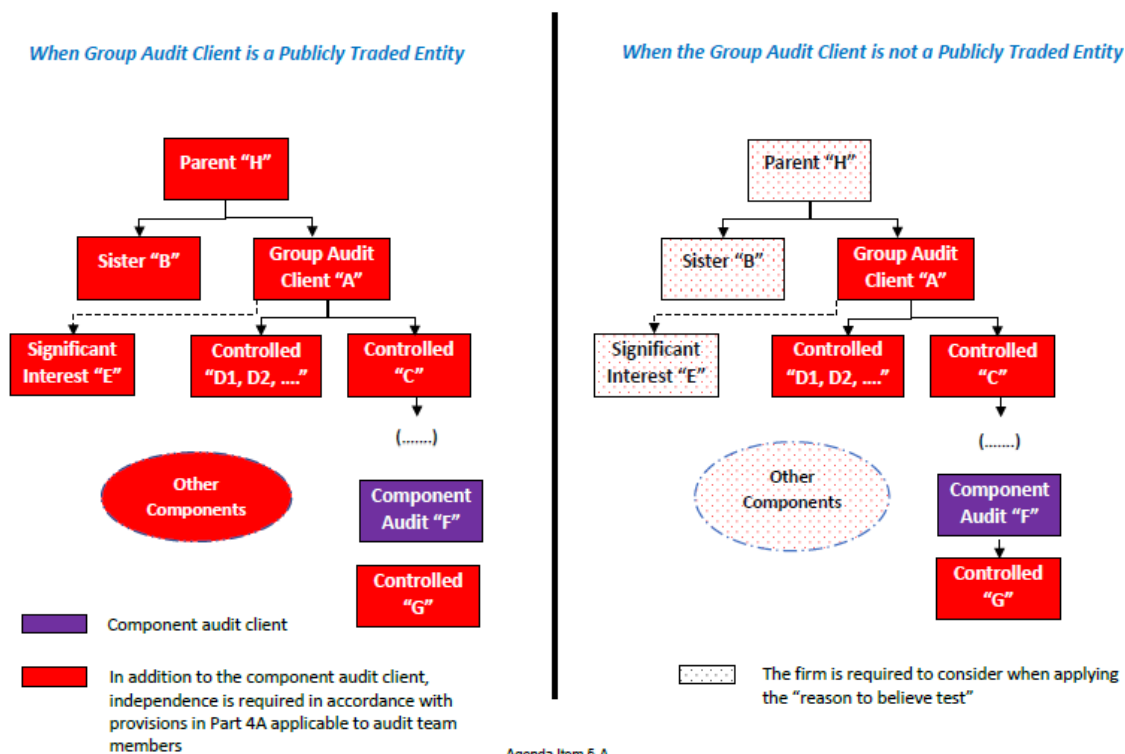 When Group Audit Client is a Publicly Traded Entity
Parent “H”
Sister “B”
Group Audit
Client “A”
Significant
Interest “E”
Controlled
“D1, D2, ....”
Controlled
“C”
(.......)
Other
Components
Component
Audit “F”
Controlled
“G”
Component audit client
In addition to the component audit client,
independence is required in accordance with
provisions in Part 4A applicable to audit team
members
When the Group Audit Client is not a Publicly Traded Entity
Parent “H”
Sister “B”
Group Audit
Client “A”
Significant
Interest “E”
Controlled
“D1, D2, ....”
Controlled
“C”
(.......)
Other
Components
Component
Audit “F”
Controlled
“G”
The firm is required to consider when applying
the “reason to believe test”
Agenda Item 5-A